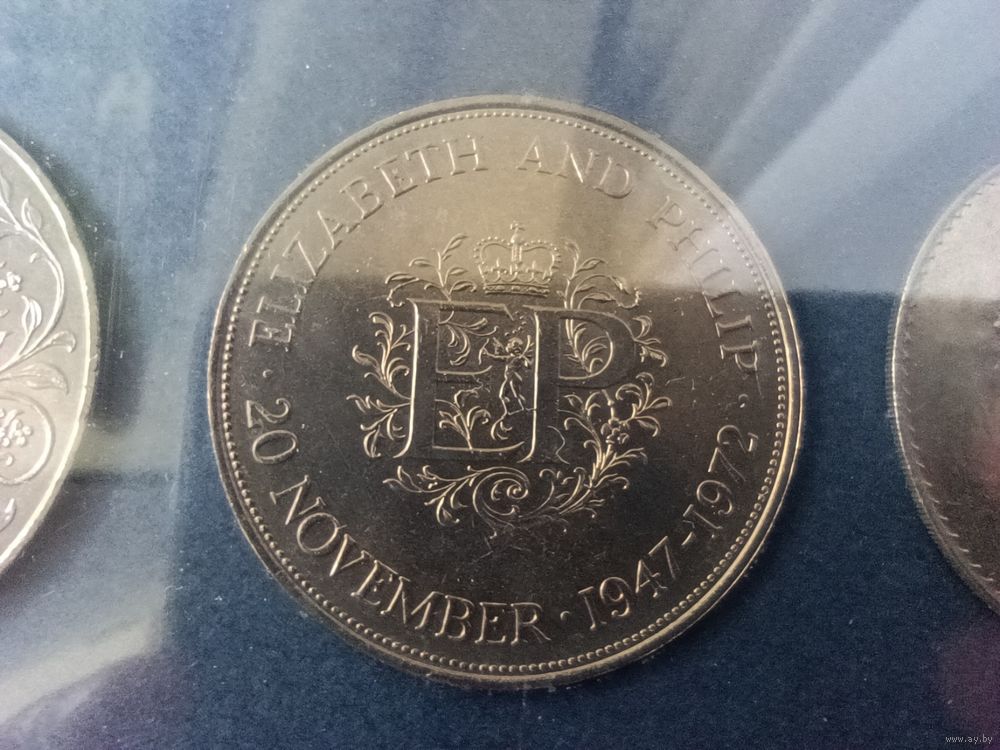 ELIZABETH AND PHILIP
20 NOVEMBER · 1947-1972
EP
www.ay.by